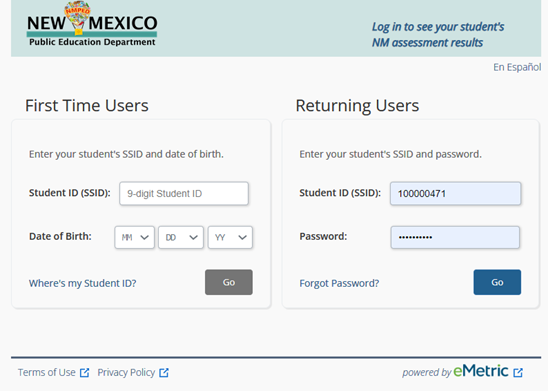 NMPED
NEW MEXICO
Public Education Department
Log in to see your student's
NM assessment results
En Español
First Time Users
Enter your student's SSID and date of birth.
Student ID (SSID): 9-digit Student ID
Date of Birth: MM DD YY
Where's my Student ID? Go
Returning Users
Enter your student's SSID and password.
Student ID (SSID): 100000471
Password: ••••••••••
Forgot Password? Go
Terms of Use Privacy Policy
powered by eMetric